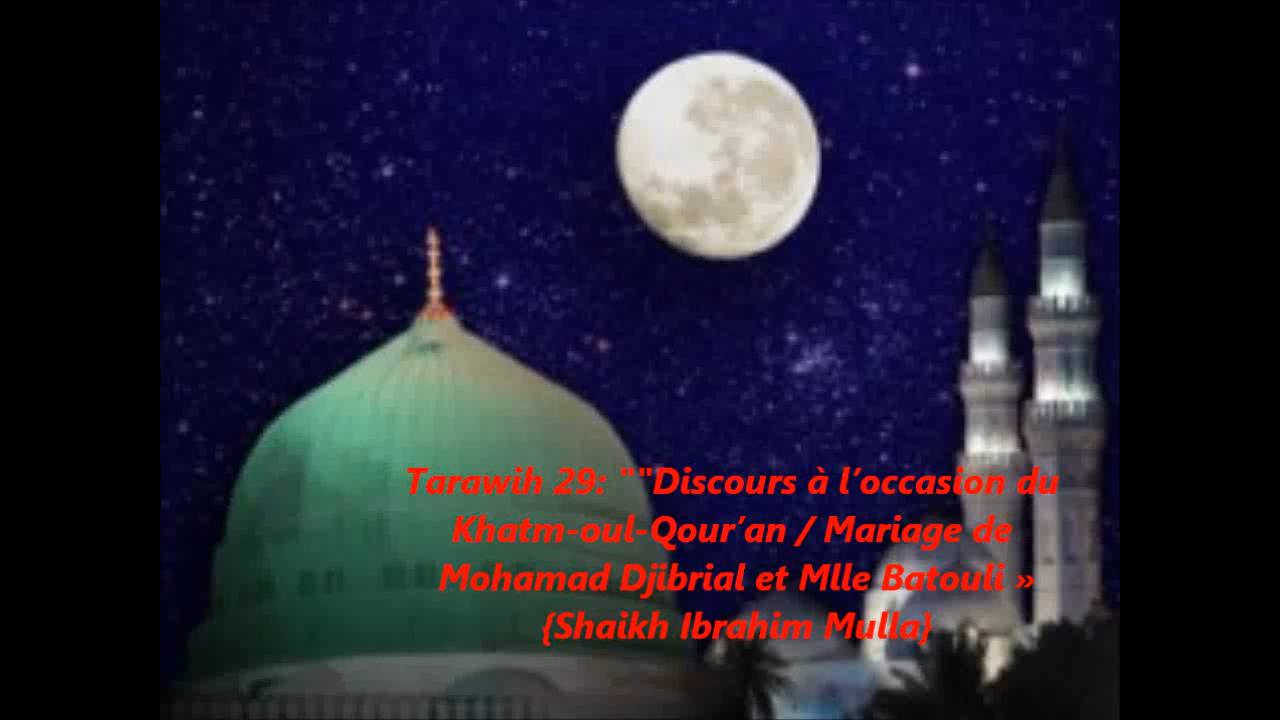 Tarawih 29: ""Discours à l’occasion du
Khatm-oul-Qour’an / Mariage de
Mohamad Djibrial et Mlle Batouli »
{Shaikh Ibrahim Mulla}